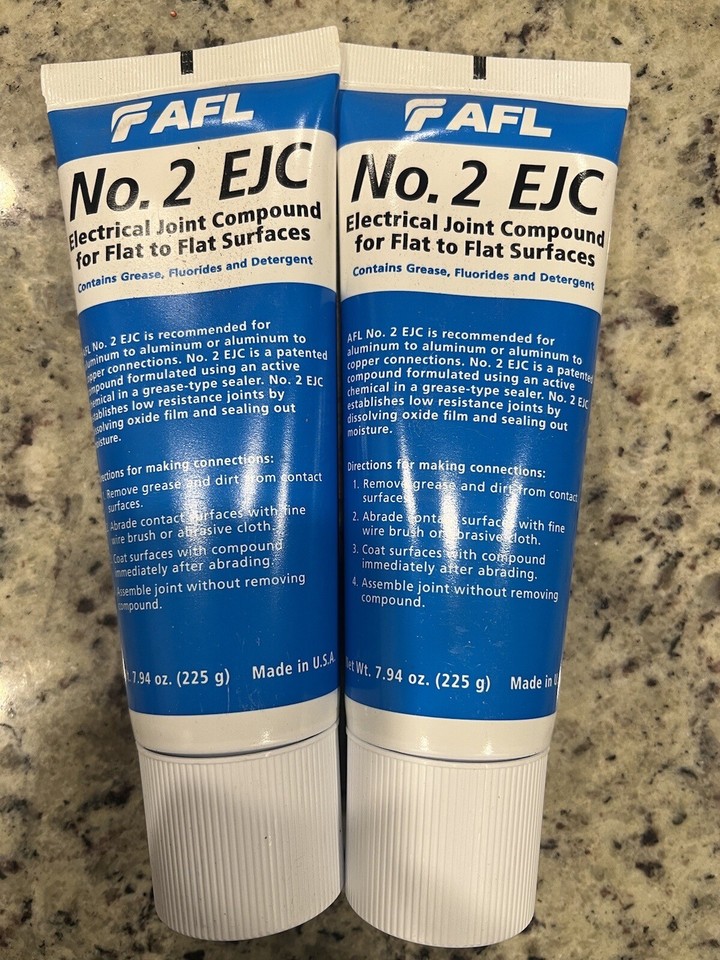 AFL
No. 2 EJC
Electrical Joint Compound
for Flat to Flat Surfaces
Contains Grease, Fluorides and Detergent
No. 2 EJC is recommended for
aluminum to aluminum or aluminum to
copper connections. No. 2 EJC is a patented
compound formulated using an active
chemical in a grease-type sealer. No. 2 EJC
establishes low resistance joints by
dissolving oxide film and sealing out
moisture.
for making connections:
Remove grease and dirt from contact
surfaces.
Abrade contact surfaces with fine
wire brush or abrasive cloth.
Coat surfaces with compound
immediately after abrading.
Assemble joint without removing
compound.
7.94 oz. (225 g) Made in U.S.A.
AFL
No. 2 EJC
Electrical Joint Compound
for Flat to Flat Surfaces
Contains Grease, Fluorides and Detergent
AFL No. 2 EJC is recommended for
aluminum to aluminum or aluminum to
copper connections. No. 2 EJC is a patented
compound formulated using an active
chemical in a grease-type sealer. No. 2 EJC
establishes low resistance joints by
dissolving oxide film and sealing out
moisture.
Directions for making connections:
1. Remove grease and dirt from contact
surfaces.
2. Abrade contact surfaces with fine
wire brush or abrasive cloth.
3. Coat surfaces with compound
immediately after abrading.
4. Assemble joint without removing
compound.
Net Wt. 7.94 oz. (225 g) Made in U